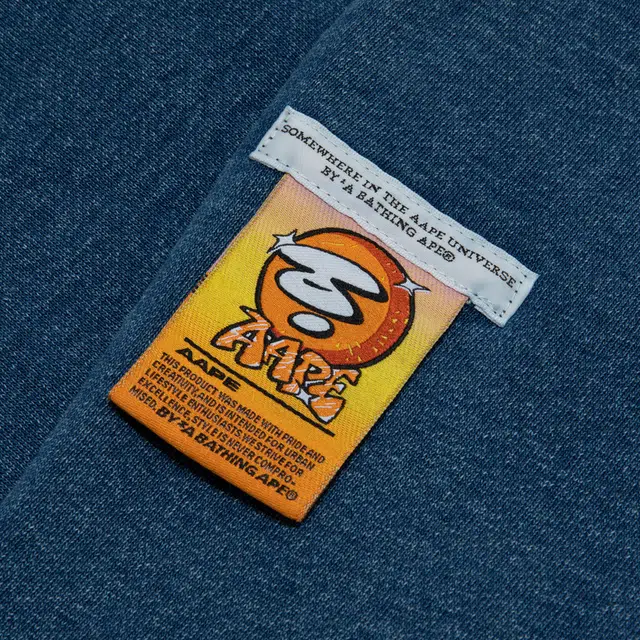 SOMEWHERE IN THE AAPE UNIVERSE
BY *A BATHING APE®
AAPE
AAPE
THIS PRODUCT WAS MADE WITH PRIDE AND
CREATIVITY, AND IS INTENDED FOR URBAN
LIFESTYLE ENTHUSIASTS. WE STRIVE FOR
EXCELLENCE. STYLE IS NEVER COMPRO-
MISED. BY *A BATHING APE®